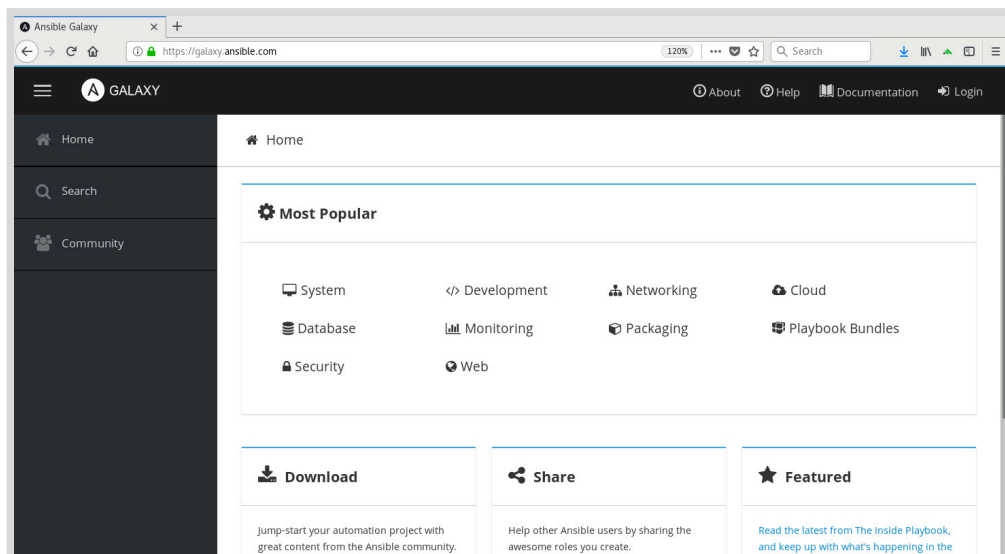 Ansible Galaxy
https://galaxy.ansible.com
120%
Search
GALAXY
About
Help
Documentation
Login
Home
Search
Community
Home
Most Popular
System
</> Development
Networking
Cloud
Database
Monitoring
Packaging
Playbook Bundles
Security
Web
Download
Jump-start your automation project with
great content from the Ansible community.
Share
Help other Ansible users by sharing the
awesome roles you create.
Featured
Read the latest from The Inside Playbook,
and keep up with what's happening in the